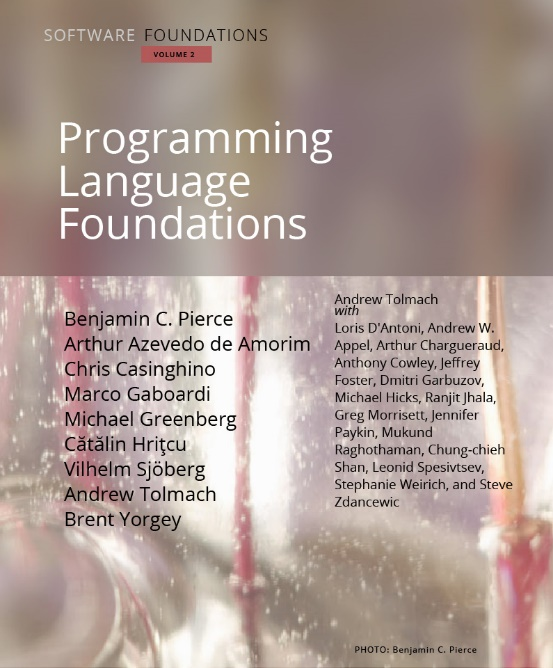 SOFTWARE FOUNDATIONS
VOLUME 2
Programming
Language
Foundations
Benjamin C. Pierce
Arthur Azevedo de Amorim
Chris Casinghino
Marco Gaboardi
Michael Greenberg
Cătălin Hriţcu
Vilhelm Sjöberg
Andrew Tolmach
Brent Yorgey
Andrew Tolmach
with
Loris D'Antoni, Andrew W.
Appel, Arthur Chargueraud,
Anthony Cowley, Jeffrey
Foster, Dmitri Garbuzov,
Michael Hicks, Ranjit Jhala,
Greg Morrisett, Jennifer
Paykin, Mukund
Raghothaman, Chung-chieh
Shan, Leonid Spesivtsev,
Stephanie Weirich, and Steve
Zdancewic
PHOTO: Benjamin C. Pierce